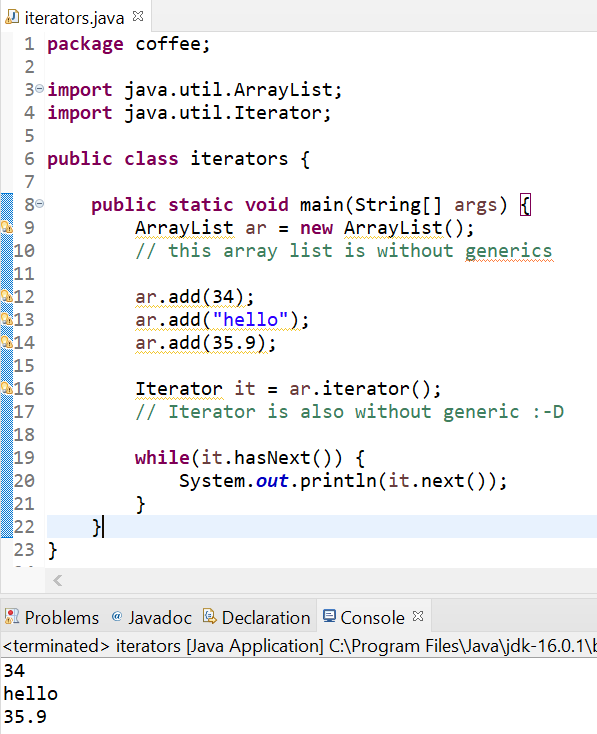 iterators.java
1 package coffee;
2
3 import java.util.ArrayList;
4 import java.util.Iterator;
5
6 public class iterators {
7
8     public static void main(String[] args) {
9         ArrayList ar = new ArrayList();
10         // this array list is without generics
11
12         ar.add(34);
13         ar.add("hello");
14         ar.add(35.9);
15
16         Iterator it = ar.iterator();
17         // Iterator is also without generic :-D
18
19         while(it.hasNext()) {
20             System.out.println(it.next());
21         }
22     }
23 }
Problems @ Javadoc Declaration Console
<terminated> iterators [Java Application] C:\Program Files\Java\jdk-16.0.1\b
34
hello
35.9